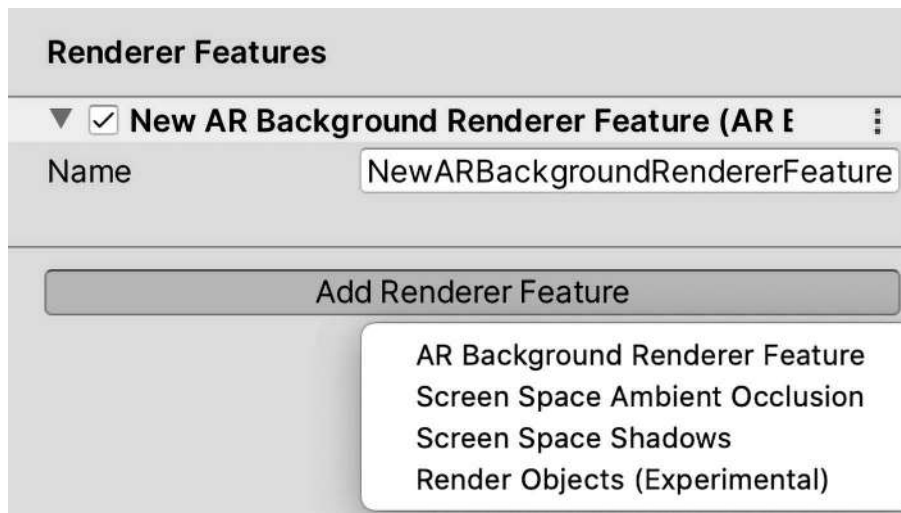 Renderer Features
New AR Background Renderer Feature (AR
Name NewARBackgroundRendererFeature
Add Renderer Feature
AR Background Renderer Feature
Screen Space Ambient Occlusion
Screen Space Shadows
Render Objects (Experimental)